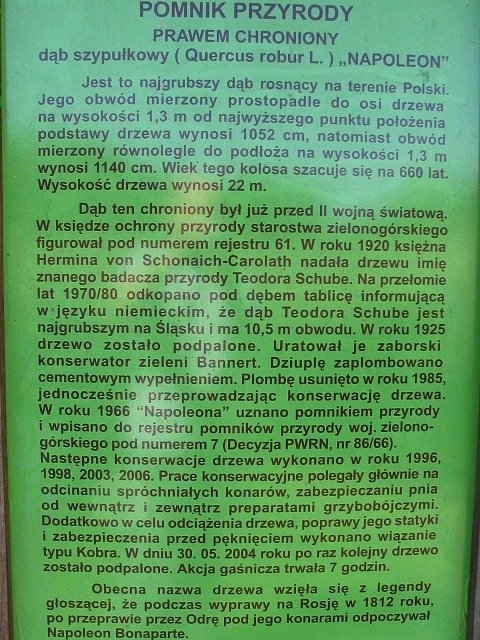 POMNIK PRZYRODY
PRAWEM CHRONIONY
dąb szypułkowy ( Quercus robur L. ) „NAPOLEON”
Jest to najgrubszy dąb rosnący na terenie Polski.
Jego obwód mierzony prostopadle do osi drzewa
na wysokości 1,3 m od najwyższego punktu położenia
podstawy drzewa wynosi 1052 cm, natomiast obwód
mierzony równolegle do podłoża na wysokości 1,3 m
wynosi 1140 cm. Wiek tego kolosa szacuje się na 660 lat.
Wysokość drzewa wynosi 22 m.
Dąb ten chroniony był już przed II wojną światową.
W księdze ochrony przyrody starostwa zielonogórskiego
figurował pod numerem rejestru 61. W roku 1920 księżna
Hermina von Schonaich-Carolath nadała drzewu imię
znanego badacza przyrody Teodora Schube. Na przełomie
lat 1970/80 odkopano pod dębem tablicę informującą
w języku niemieckim, że dąb Teodora Schube jest
najgrubszym na Śląsku i ma 10,5 m obwodu. W roku 1925
drzewo zostało podpalone. Uratował je zaborski
konserwator zieleni Bannert. Dziuplę zaplombowano
cementowym wypełnieniem. Plombę usunięto w roku 1985,
jednocześnie przeprowadzając konserwację drzewa.
W roku 1966 “Napoleona” uznano pomnikiem przyrody
i wpisano do rejestru pomników przyrody woj. zielono-
górskiego pod numerem 7 (Decyzja PWRN, nr 86/66).
Następne konserwacje drzewa wykonano w roku 1996,
1998, 2003, 2006. Prace konserwacyjne polegały głównie na
odcinaniu spróchniałych konarów, zabezpieczaniu pnia
od wewnątrz i zewnątrz preparatami grzybobójczymi.
Dodatkowo w celu odciążenia drzewa, poprawy jego statyki
i zabezpieczenia przed pęknięciem wykonano wiązanie
typu Kobra. W dniu 30. 05. 2004 roku po raz kolejny drzewo
zostało podpalone. Akcja gaśnicza trwała 7 godzin.
Obecna nazwa drzewa wzięła się z legendy
głoszącej, że podczas wyprawy na Rosję w 1812 roku,
po przeprawie przez Odrę pod jego konarami odpoczywał
Napoleon Bonaparte.